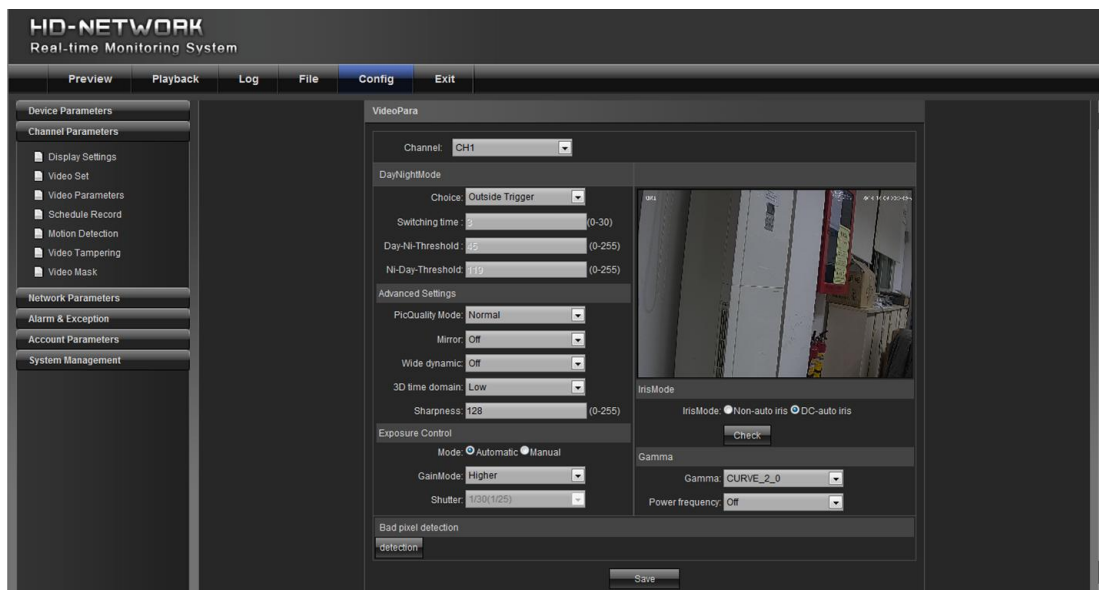 HD-NETWORK
Real-time Monitoring System
Preview Playback Log File Config Exit
Device Parameters
Channel Parameters
Display Settings
Video Set
Video Parameters
Schedule Record
Motion Detection
Video Tampering
Video Mask
Network Parameters
Alarm & Exception
Account Parameters
System Management
VideoPara
Channel: CH1
DayNightMode
Choice: Outside Trigger
Switching time : 3 (0-30)
Day-Ni-Threshold : 45 (0-255)
Ni-Day-Threshold: 119 (0-255)
Advanced Settings
PicQuality Mode: Normal
Mirror: Off
Wide dynamic: Off
3D time domain: Low
Sharpness: 128 (0-255)
Exposure Control
Mode: Automatic Manual
GainMode: Higher
Shutter: 1/30(1/25)
IrisMode
IrisMode: Non-auto iris DC-auto iris
Check
Gamma
Gamma: CURVE_2_0
Power frequency: Off
Bad pixel detection
detection
Save